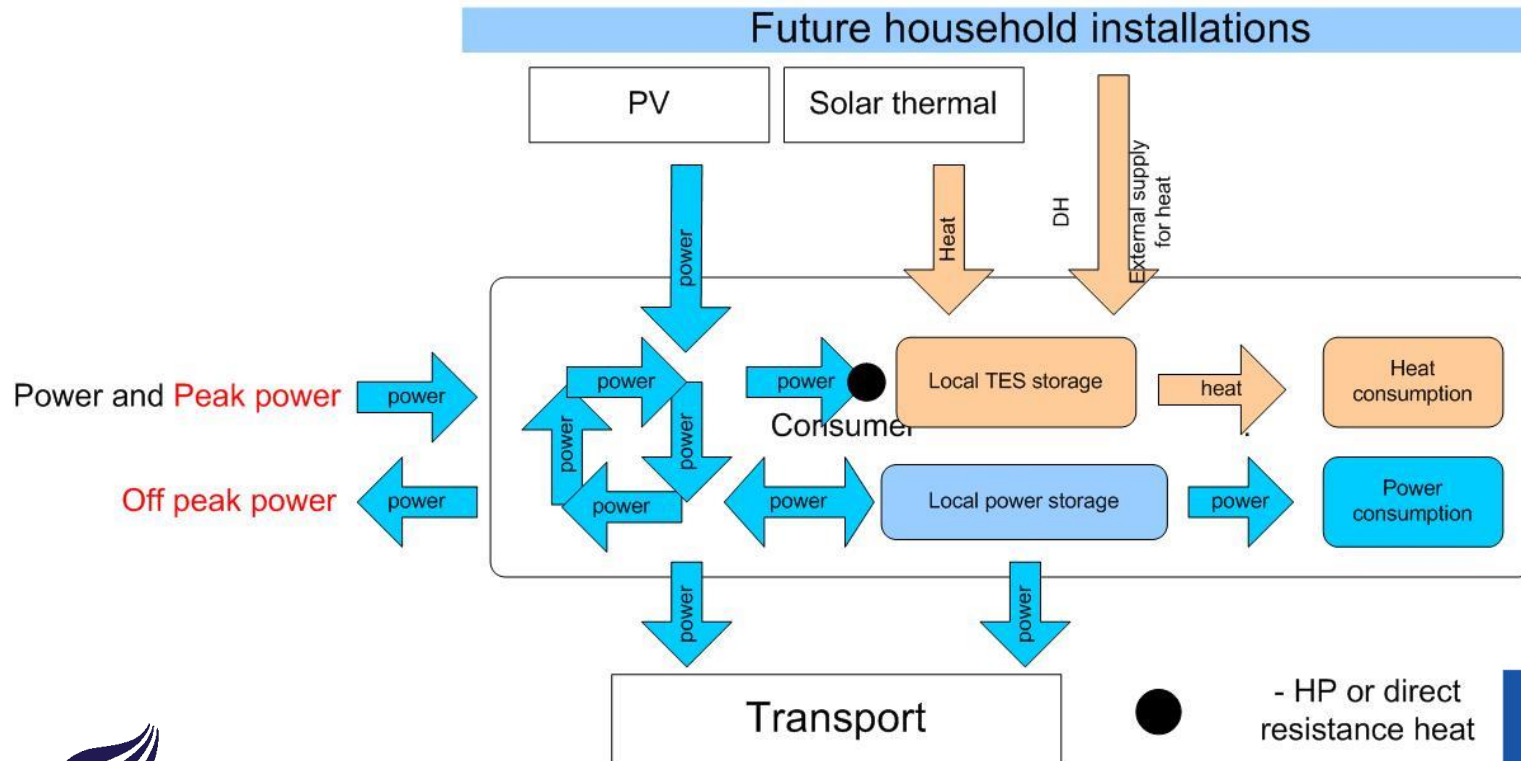 Future household installations
PV
Solar thermal
power
Heat
DH
External supply
for heat
Power and Peak power
power
power
power
Local TES storage
heat
Heat
consumption
Consumer
.
power
power
Off peak power
power
power
power
Local power storage
power
Power
consumption
power
power
Transport
- HP or direct
resistance heat